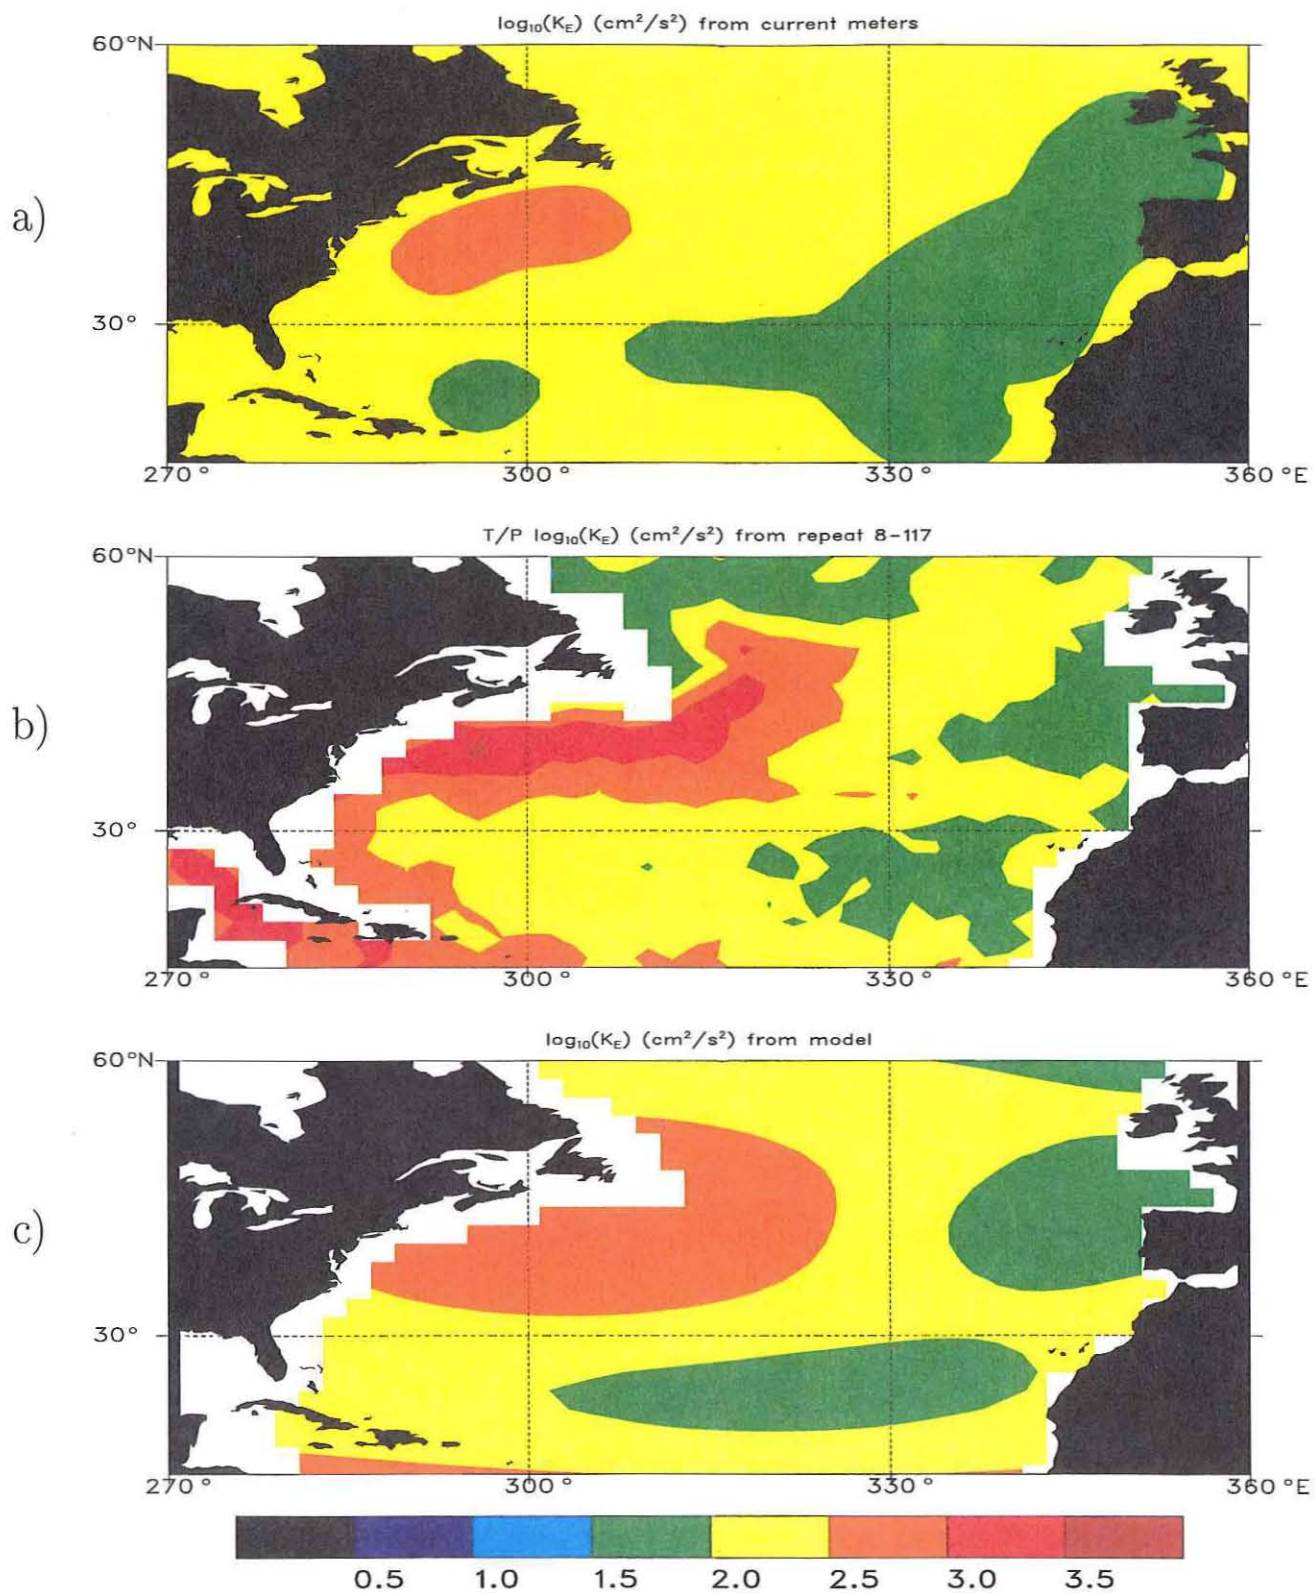 log₁₀(K_E) (cm²/s²) from current meters
60°N
a)
30°
270° 300° 330° 360°E
T/P log₁₀(K_E) (cm²/s²) from repeat 8-117
60°N
b)
30°
270° 300° 330° 360°E
log₁₀(K_E) (cm²/s²) from model
60°N
c)
30°
270° 300° 330° 360°E
0.5 1.0 1.5 2.0 2.5 3.0 3.5